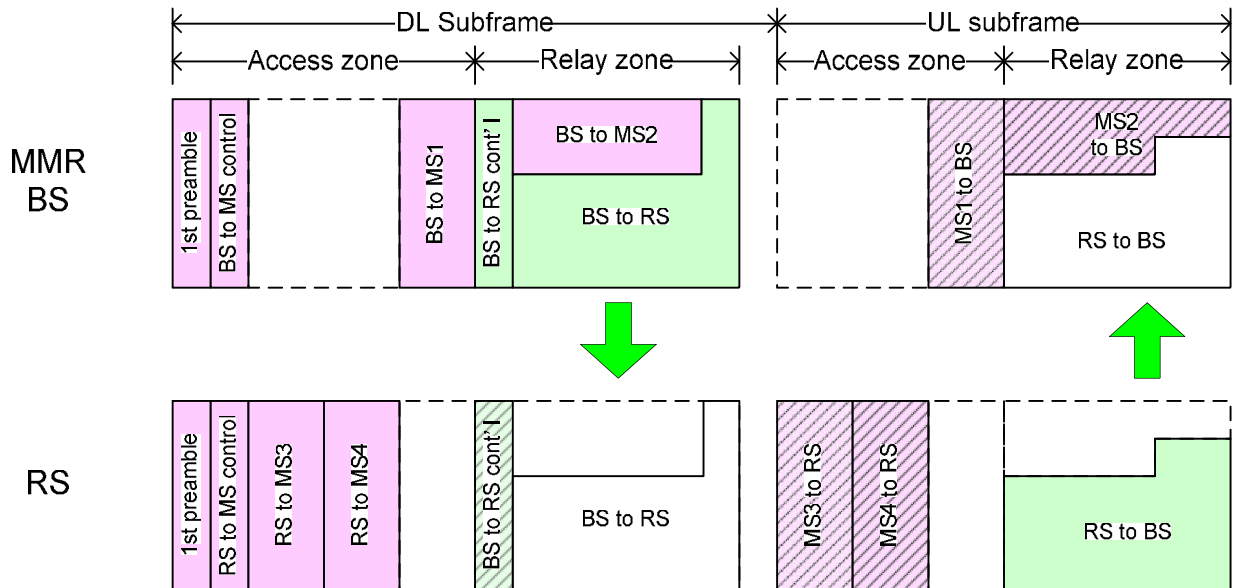 DL Subframe
UL subframe
Access zone
Relay zone
Access zone
Relay zone
MMR
BS
1st preamble
BS to MS control
BS to MS1
BS to RS cont' l
BS to MS2
BS to RS
MS1 to BS
MS2
to BS
RS to BS
RS
1st preamble
RS to MS control
RS to MS3
RS to MS4
BS to RS cont' l
BS to RS
MS3 to RS
MS4 to RS
RS to BS